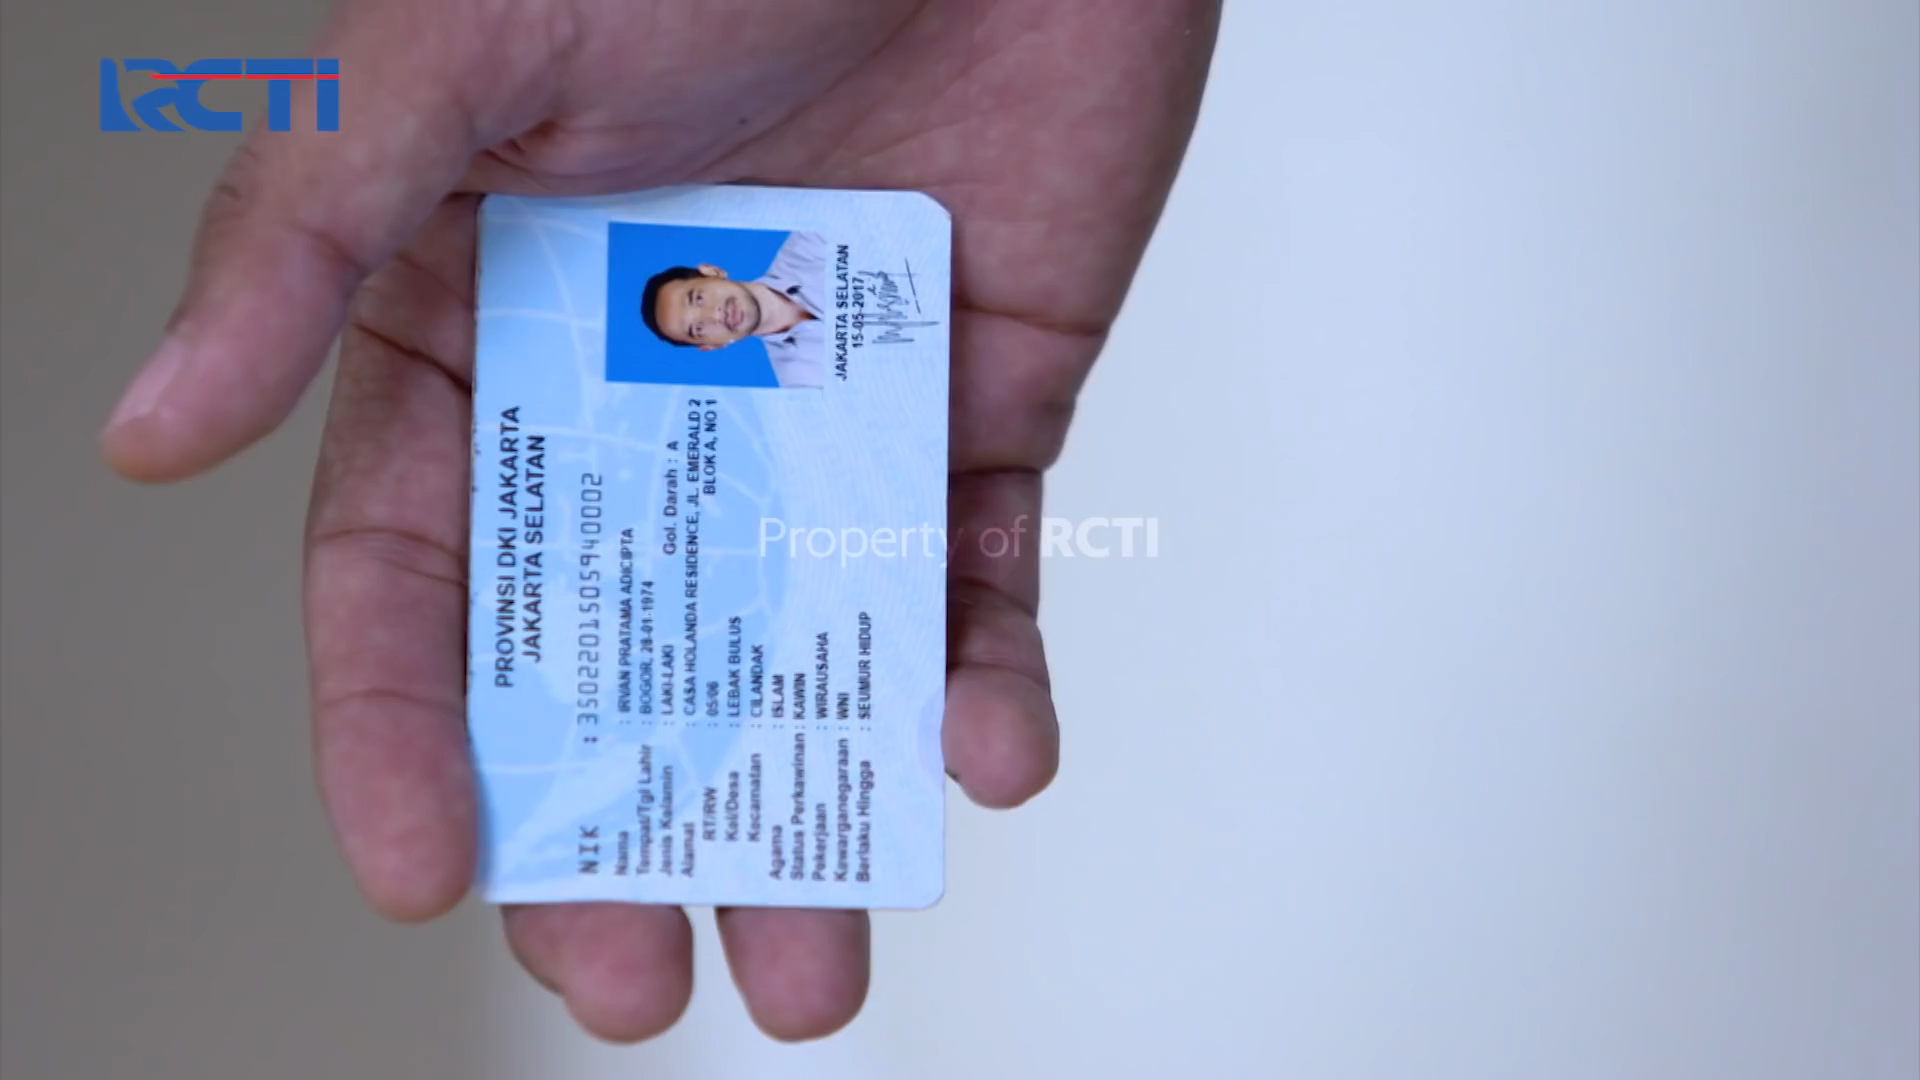 RCTI
PROVINSI DKI JAKARTA
JAKARTA SELATAN
NIK : 3502201505940002
Nama : IRVAN PRATAMA ADICIPTA
Tempat/Tgl Lahir : BOGOR, 28-01-1974
Jenis Kelamin : LAKI-LAKI Gol. Darah : A
Alamat : CASA HOLANDA RESIDENCE, JL. EMERALD 2
BLOK A, NO 1
RT/RW : 05/06
Kel/Desa : LEBAK BULUS
Kecamatan : CILANDAK
Agama : ISLAM
Status Perkawinan : KAWIN
Pekerjaan : WIRAUSAHA
Kewarganegaraan : WNI
Berlaku Hingga : SEUMUR HIDUP
JAKARTA SELATAN
15-05-2017
Property of RCTI